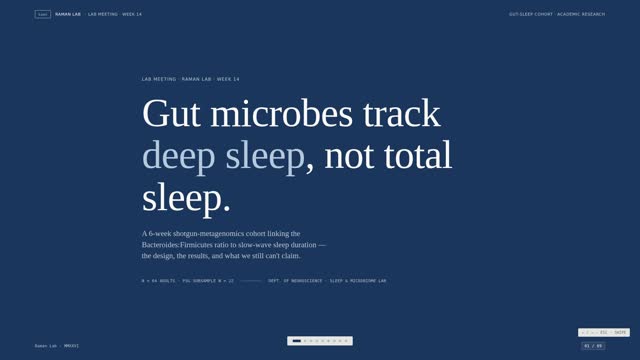 RAMAN LAB · LAB MEETING · WEEK 14
GUT-SLEEP COHORT · ACADEMIC RESEARCH
LAB MEETING · RAMAN LAB · WEEK 14
Gut microbes track
deep sleep, not total
sleep.
A 6-week shotgun-metagenomics cohort linking the
Bacteroides:Firmicutes ratio to slow-wave sleep duration —
the design, the results, and what we still can't claim.
DEPT. OF NEUROSCIENCE · SLEEP & MICROBIOME LAB
ESC · SWIPE
Raman Lab · MMXXVI
01 / 09